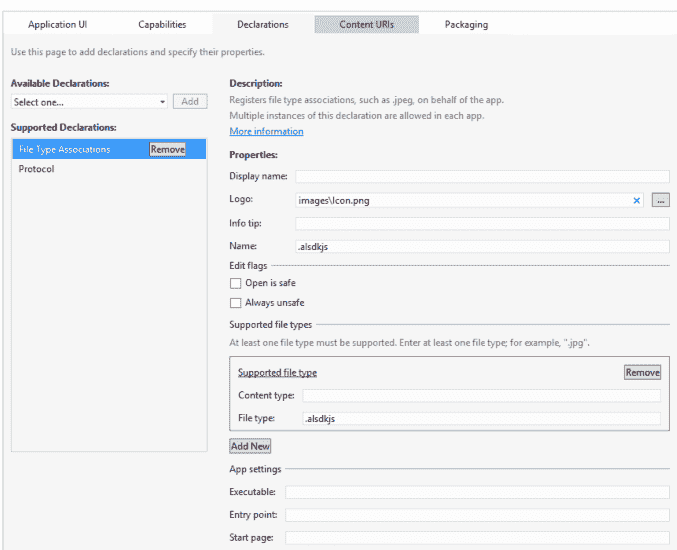 Application UI Capabilities Declarations Content URIs Packaging
Use this page to add declarations and specify their properties.
Available Declarations:
Select one...
Add
Supported Declarations:
File Type Associations
Remove
Protocol
Description:
Registers file type associations, such as .jpeg, on behalf of the app.
Multiple instances of this declaration are allowed in each app.
More information
Properties:
Display name:
Logo: images\Icon.png ...
Info tip:
Name: .alsdkjs
Edit flags
Open is safe
Always unsafe
Supported file types
At least one file type must be supported. Enter at least one file type; for example, ".jpg".
Supported file type
Remove
Content type:
File type: .alsdkjs
Add New
App settings
Executable:
Entry point:
Start page: